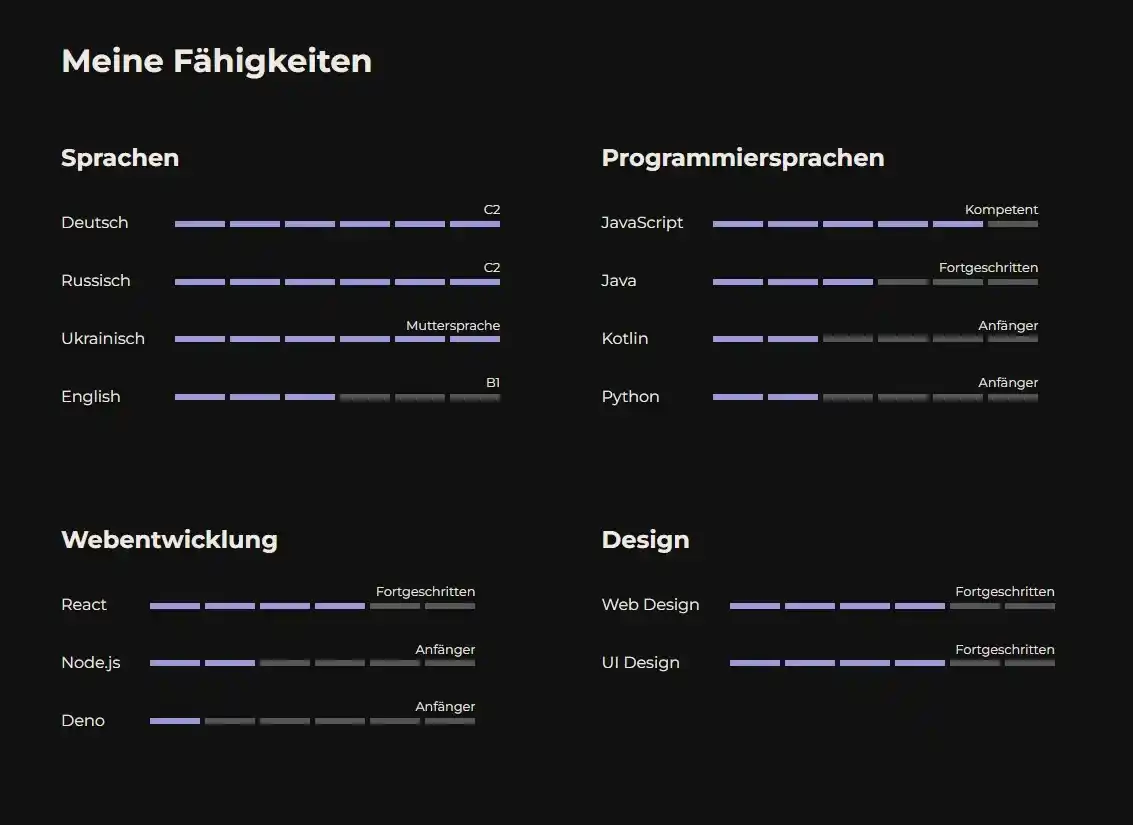 Meine Fähigkeiten
Sprachen
Deutsch
C2
Russisch
C2
Ukrainisch
Muttersprache
English
B1
Programmiersprachen
JavaScript
Kompetent
Java
Fortgeschritten
Kotlin
Anfänger
Python
Anfänger
Webentwicklung
React
Fortgeschritten
Node.js
Anfänger
Deno
Anfänger
Design
Web Design
Fortgeschritten
UI Design
Fortgeschritten